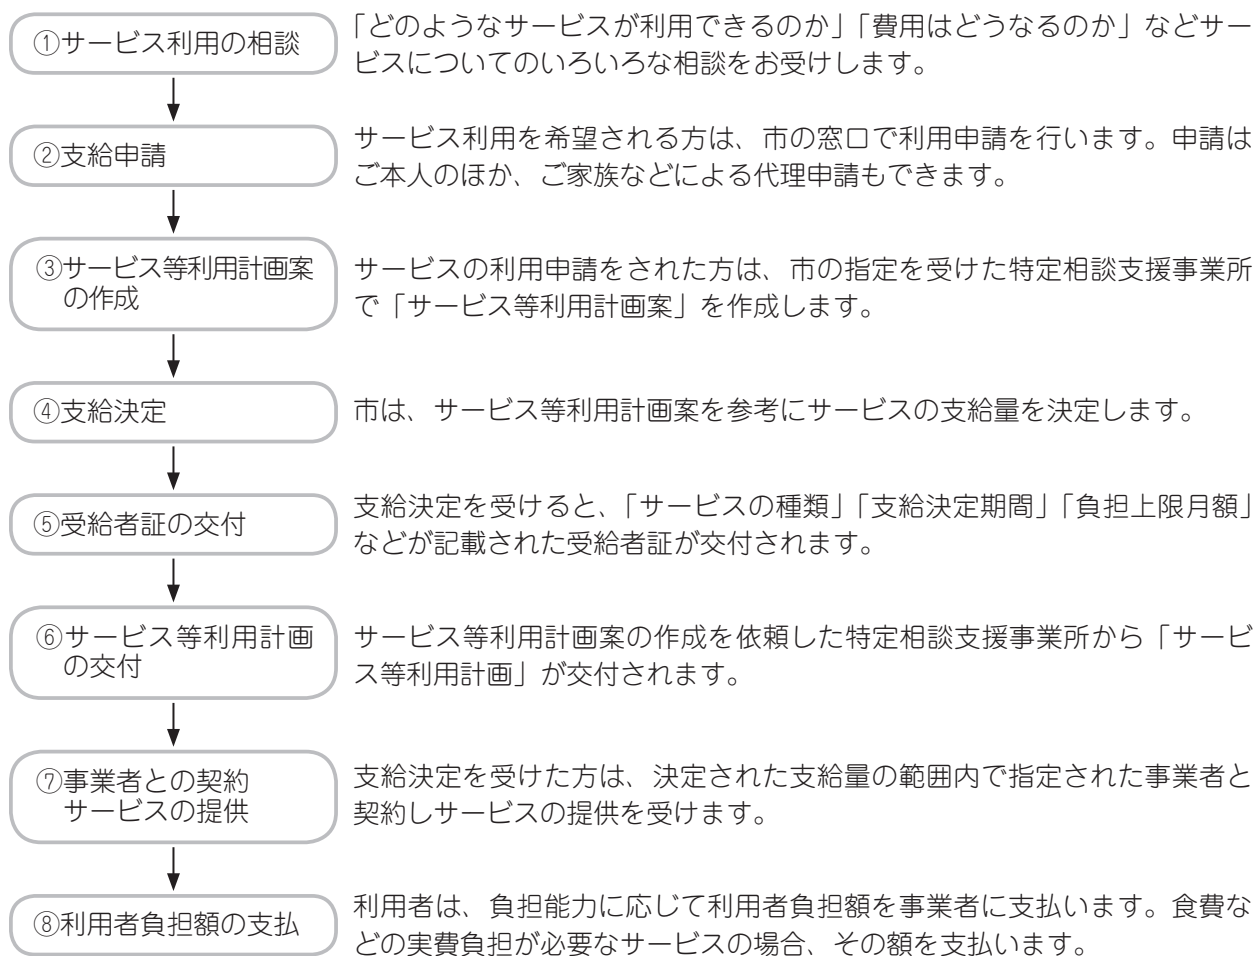 ①サービス利用の相談
「どのようなサービスが利用できるのか」「費用はどうなるのか」などサー
ビスについてのいろいろな相談をお受けします。
②支給申請
サービス利用を希望される方は、市の窓口で利用申請を行います。申請は
ご本人のほか、ご家族などによる代理申請もできます。
③サービス等利用計画案
の作成
サービスの利用申請をされた方は、市の指定を受けた特定相談支援事業所
で「サービス等利用計画案」を作成します。
④支給決定
市は、サービス等利用計画案を参考にサービスの支給量を決定します。
⑤受給者証の交付
支給決定を受けると、「サービスの種類」「支給決定期間」「負担上限月額」
などが記載された受給者証が交付されます。
⑥サービス等利用計画
の交付
サービス等利用計画案の作成を依頼した特定相談支援事業所から「サービ
ス等利用計画」が交付されます。
⑦事業者との契約
サービスの提供
支給決定を受けた方は、決定された支給量の範囲内で指定された事業者と
契約しサービスの提供を受けます。
⑧利用者負担額の支払
利用者は、負担能力に応じて利用者負担額を事業者に支払います。食費な
どの実費負担が必要なサービスの場合、その額を支払います。